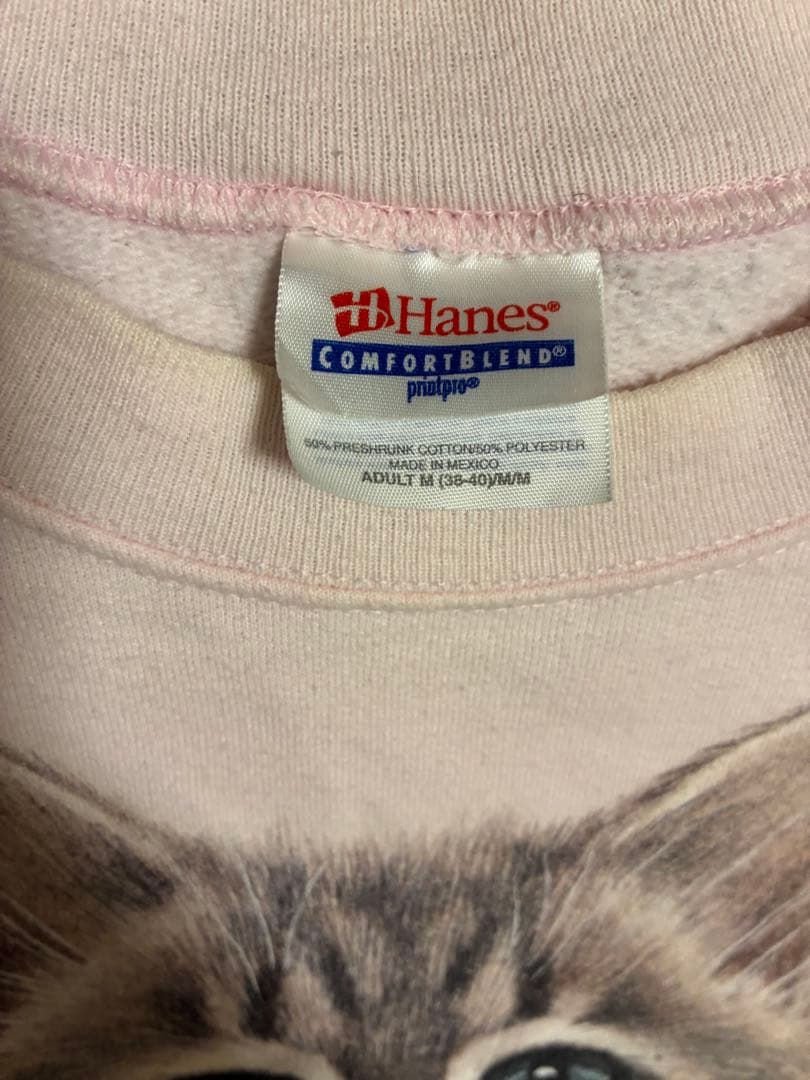 Hanes®
COMFORTBLEND®
printpro®
50% PRESHRUNK COTTON/50% POLYESTER
MADE IN MEXICO
ADULT M (38-40)/M/M